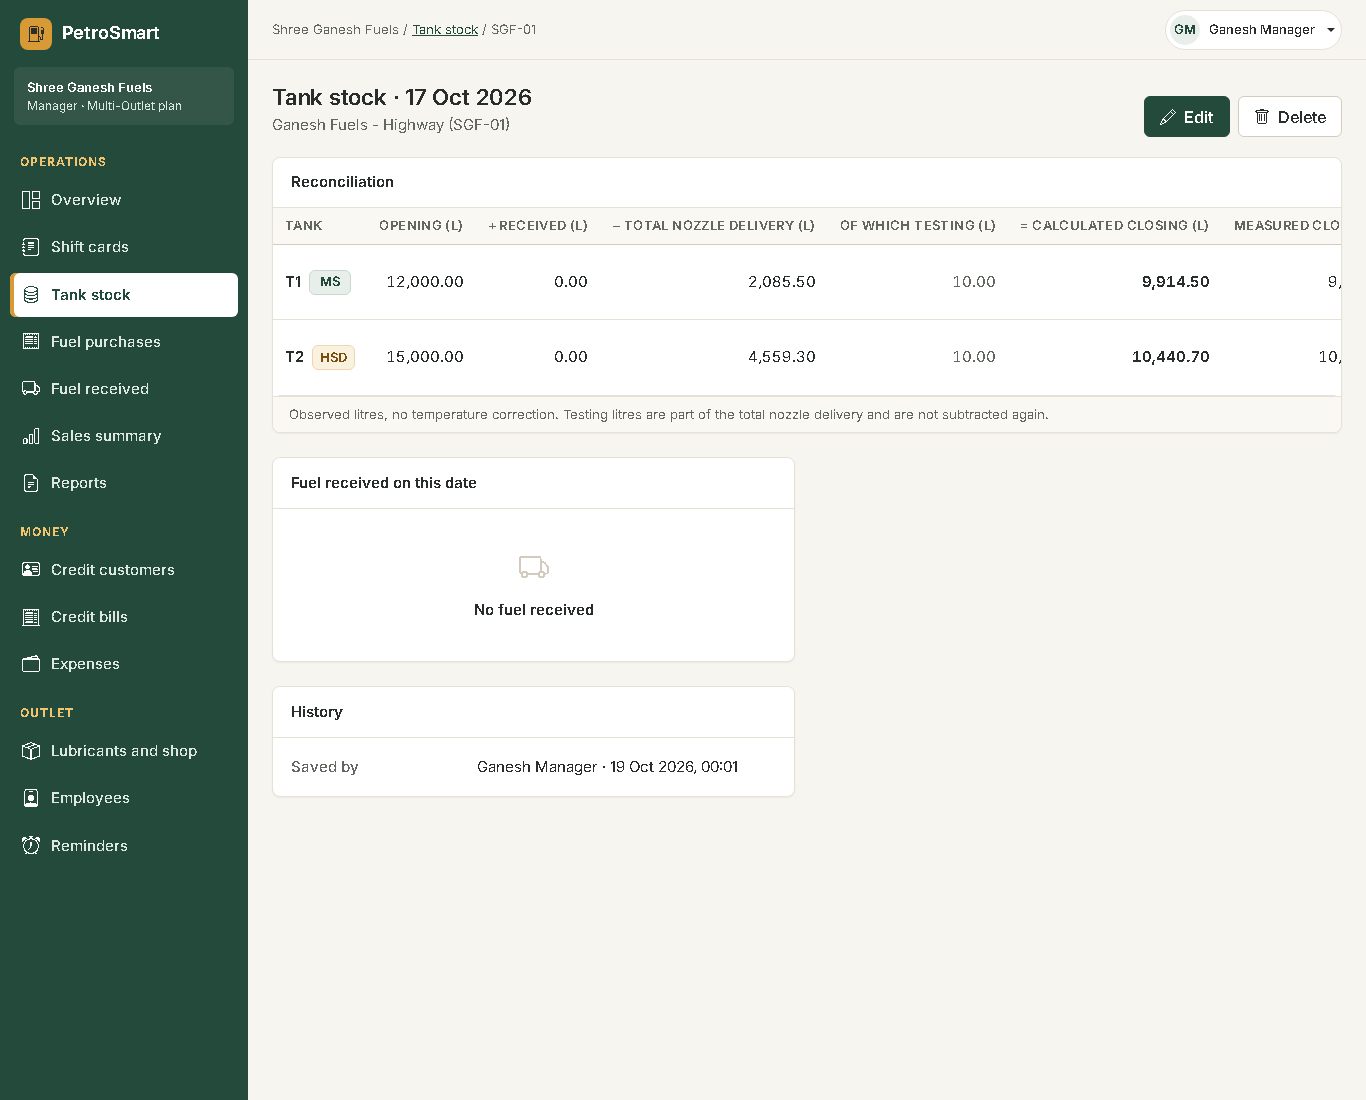 PetroSmart
Shree Ganesh Fuels
Manager · Multi-Outlet plan
OPERATIONS
Overview
Shift cards
Tank stock
Fuel purchases
Fuel received
Sales summary
Reports
MONEY
Credit customers
Credit bills
Expenses
OUTLET
Lubricants and shop
Employees
Reminders
Shree Ganesh Fuels / Tank stock / SGF-01
GM Ganesh Manager
Tank stock · 17 Oct 2026
Ganesh Fuels - Highway (SGF-01)
Edit
Delete
Reconciliation
TANK OPENING (L) + RECEIVED (L) − TOTAL NOZZLE DELIVERY (L) OF WHICH TESTING (L) = CALCULATED CLOSING (L) MEASURED CLO
T1 MS 12,000.00 0.00 2,085.50 10.00 9,914.50 9,
T2 HSD 15,000.00 0.00 4,559.30 10.00 10,440.70 10,
Observed litres, no temperature correction. Testing litres are part of the total nozzle delivery and are not subtracted again.
Fuel received on this date
No fuel received
History
Saved by Ganesh Manager · 19 Oct 2026, 00:01